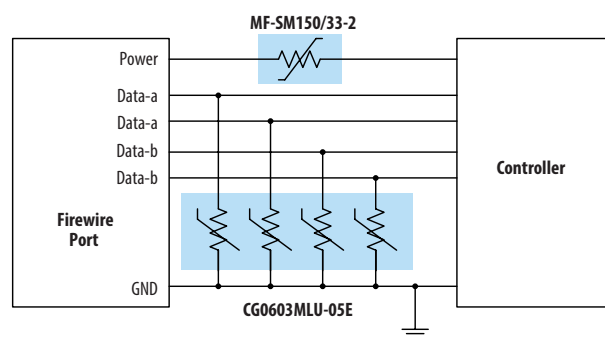 MF-SM150/33-2
Power
Data-a
Data-a
Data-b
Data-b
Firewire
Port
GND
Controller
CG0603MLU-05E